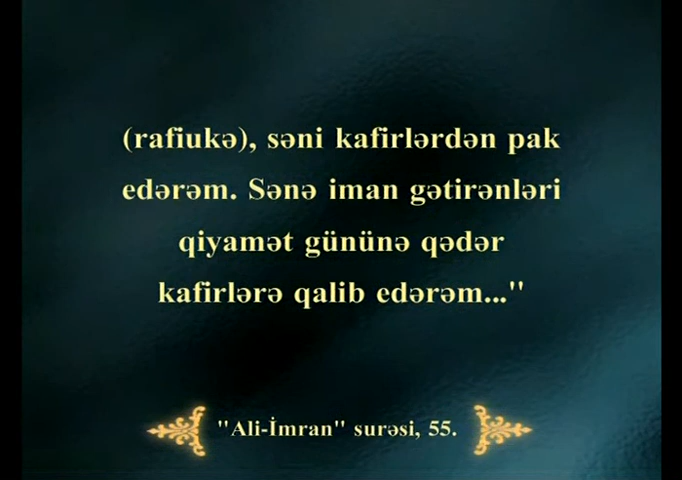 (rafiukə), səni kafirlərdən pak
edərəm. Sənə iman gətirənləri
qiyamət gününə qədər
kafirlərə qalib edərəm..."
"Ali-İmran" surəsi, 55.